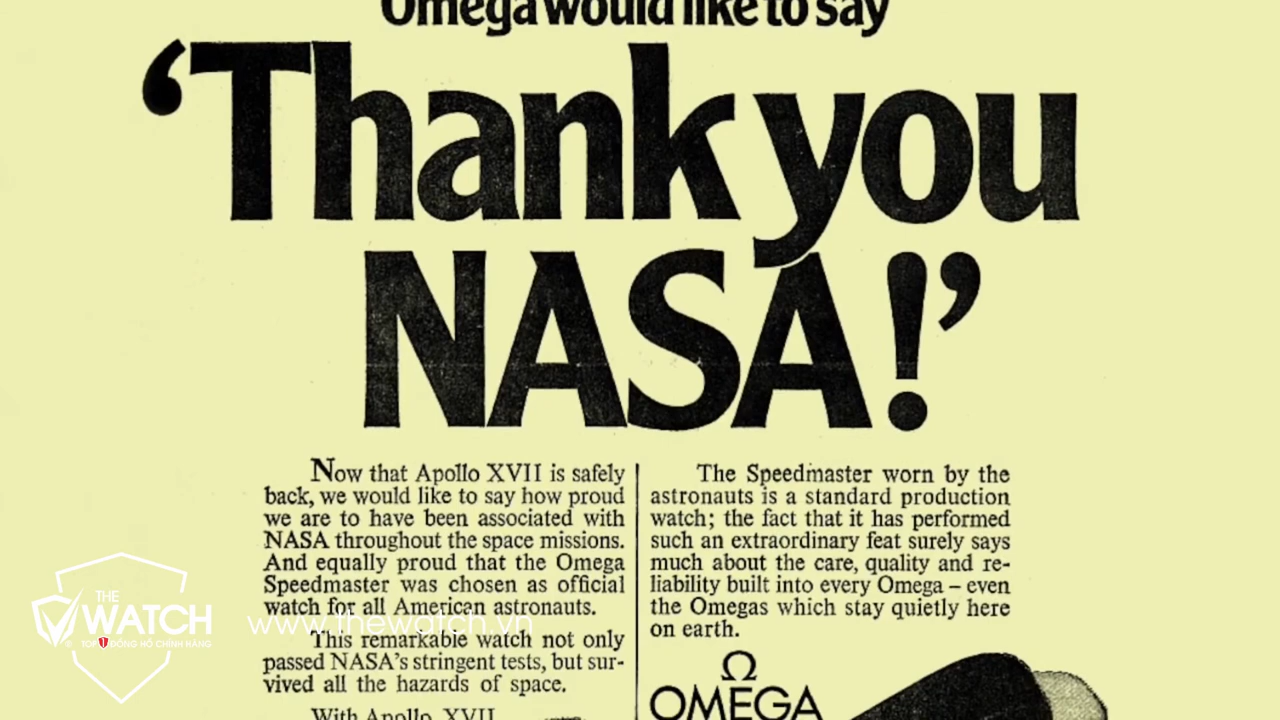 Omega would like to say
‘Thank you
NASA!’
Now that Apollo XVII is safely
back, we would like to say how proud
we are to have been associated with
NASA throughout the space missions.
And equally proud that the Omega
Speedmaster was chosen as official
watch for all American astronauts.
This remarkable watch not only
passed NASA's stringent tests, but sur-
vived all the hazards of space.
With Apollo XVII
The Speedmaster worn by the
astronauts is a standard production
watch; the fact that it has performed
such an extraordinary feat surely says
much about the care, quality and re-
liability built into every Omega – even
the Omegas which stay quietly here
on earth.
Ω
OMEGA
THE
WATCH
TOP 1 ĐỒNG HỒ CHÍNH HÃNG
www.thewatch.vn